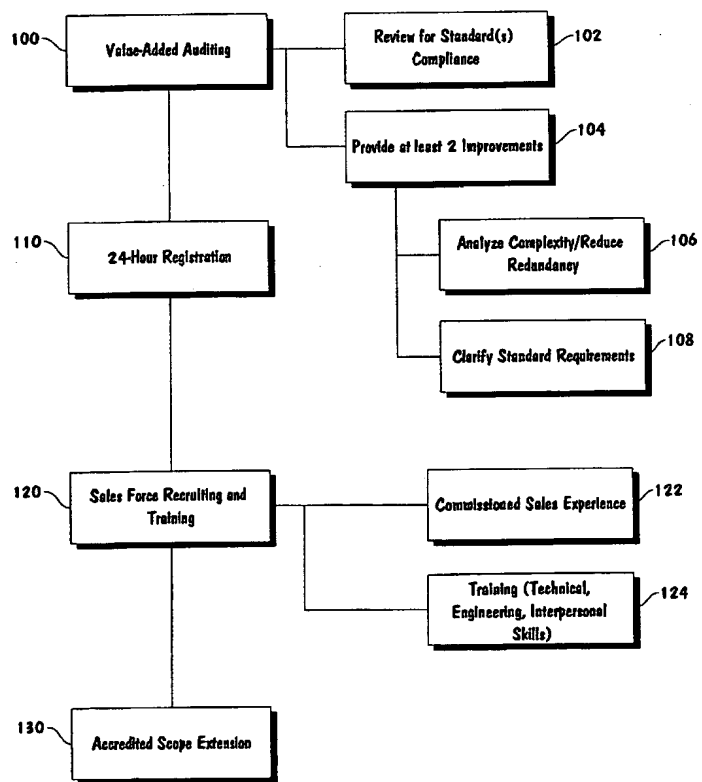 100
Value-Added Auditing
Review for Standard(s)
Compliance
102
Provide at least 2 Improvements
104
110
24-Hour Registration
Analyze Complexity/Reduce
Redundancy
106
Clarify Standard Requirements
108
120
Sales Force Recruiting and
Training
Commissioned Sales Experience
122
Training (Technical,
Engineering, Interpersonal
Skills)
124
130
Accredited Scope Extension